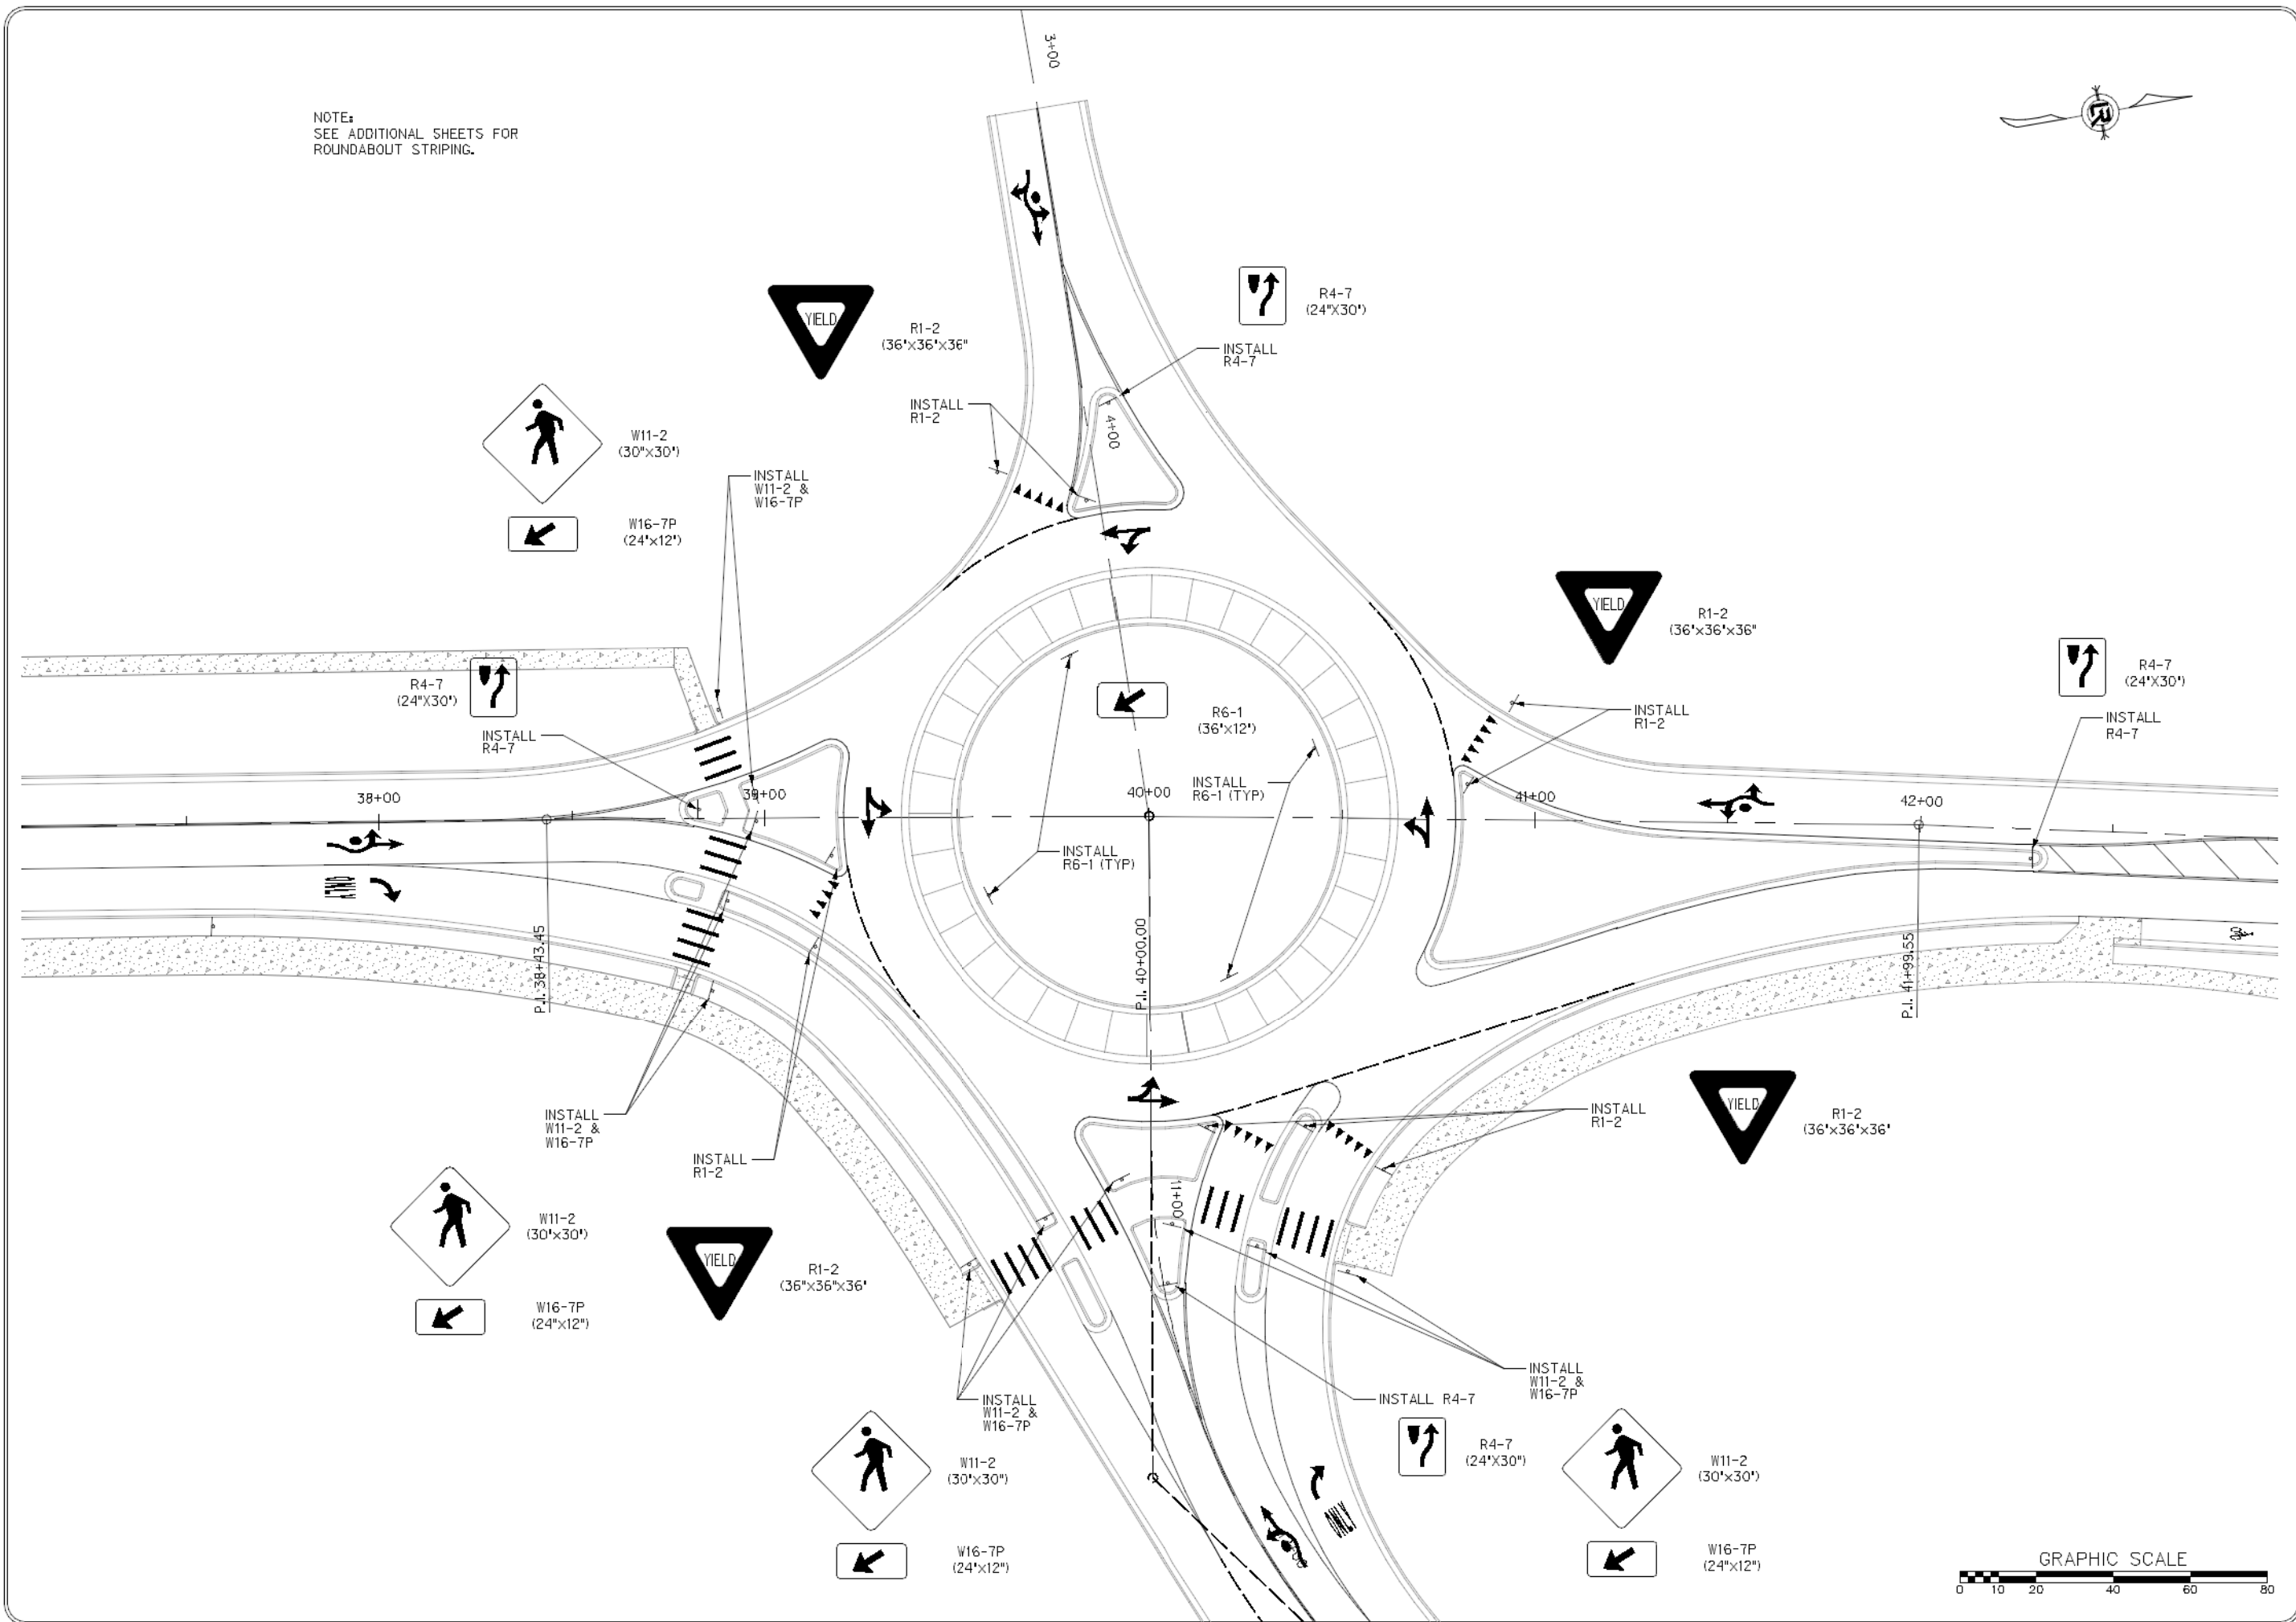 3+00
NOTE:
SEE ADDITIONAL SHEETS FOR
ROUNDABOUT STRIPING.
R4-7
(24"X30")
YIELD
R1-2
(36"x36"x36"
INSTALL
R4-7
INSTALL
R1-2
4+00
W11-2
(30"x30")
INSTALL
W11-2 &
W16-7P
W16-7P
(24"x12")
YIELD
R1-2
(36"x36"x36"
R4-7
(24"X30")
R4-7
(24"X30")
INSTALL
R4-7
INSTALL
R1-2
INSTALL
R4-7
R6-1
(36"x12")
INSTALL
R6-1 (TYP)
38+00
39+00
40+00
41+00
42+00
INSTALL
R6-1 (TYP)
P.I. 38+43.45
P.I. 40+00.00
P.I. 41+99.55
INSTALL
W11-2 &
W16-7P
INSTALL
R1-2
INSTALL
R1-2
YIELD
R1-2
(36"x36"x36"
11+00
W11-2
(30"x30")
YIELD
R1-2
(36"x36"x36"
W16-7P
(24"x12")
INSTALL
W11-2 &
W16-7P
INSTALL R4-7
INSTALL
W11-2 &
W16-7P
W11-2
(30"x30")
R4-7
(24"X30")
W11-2
(30"x30")
W16-7P
(24"x12")
W16-7P
(24"x12")
GRAPHIC SCALE
0 10 20 40 60 80